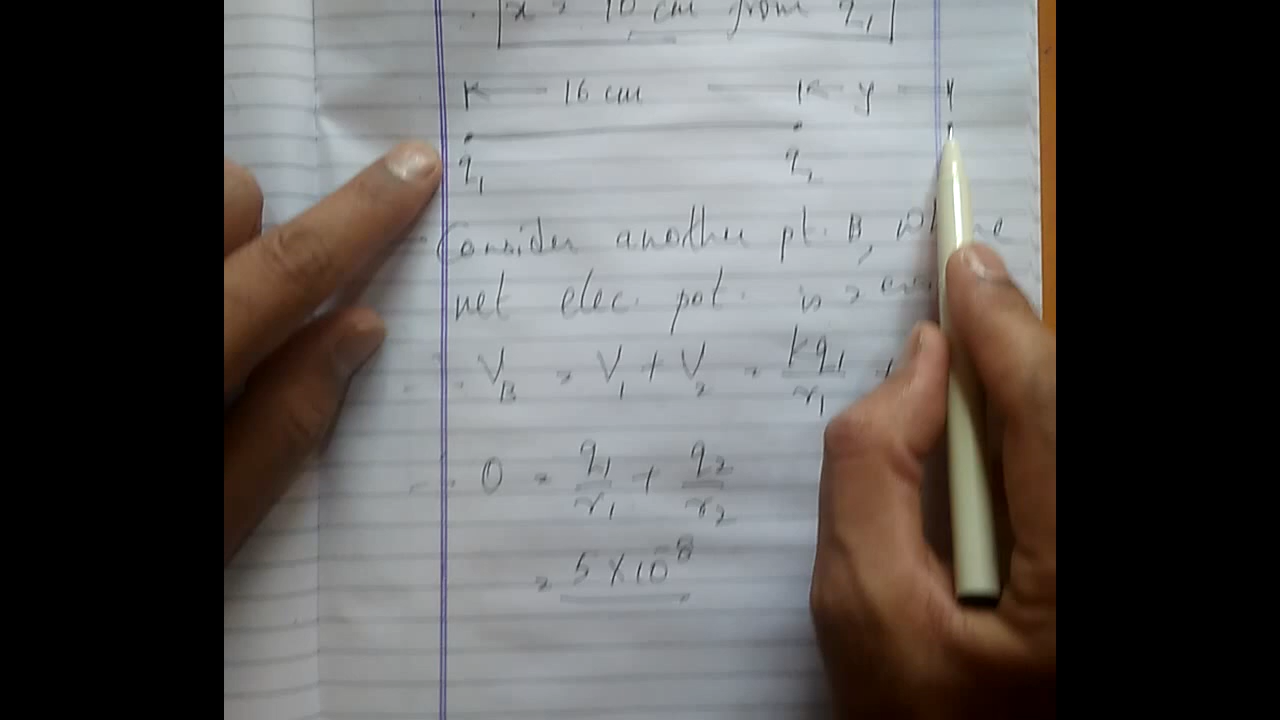 x = 10 cm from q1
16 cm y
q1 q2
Consider another pt. B, where
net elec. pot. is zero
∴ VB = V1 + V2 = kq1/r1 +
∴ 0 = q1/r1 + q2/r2
= 5 × 10^-8